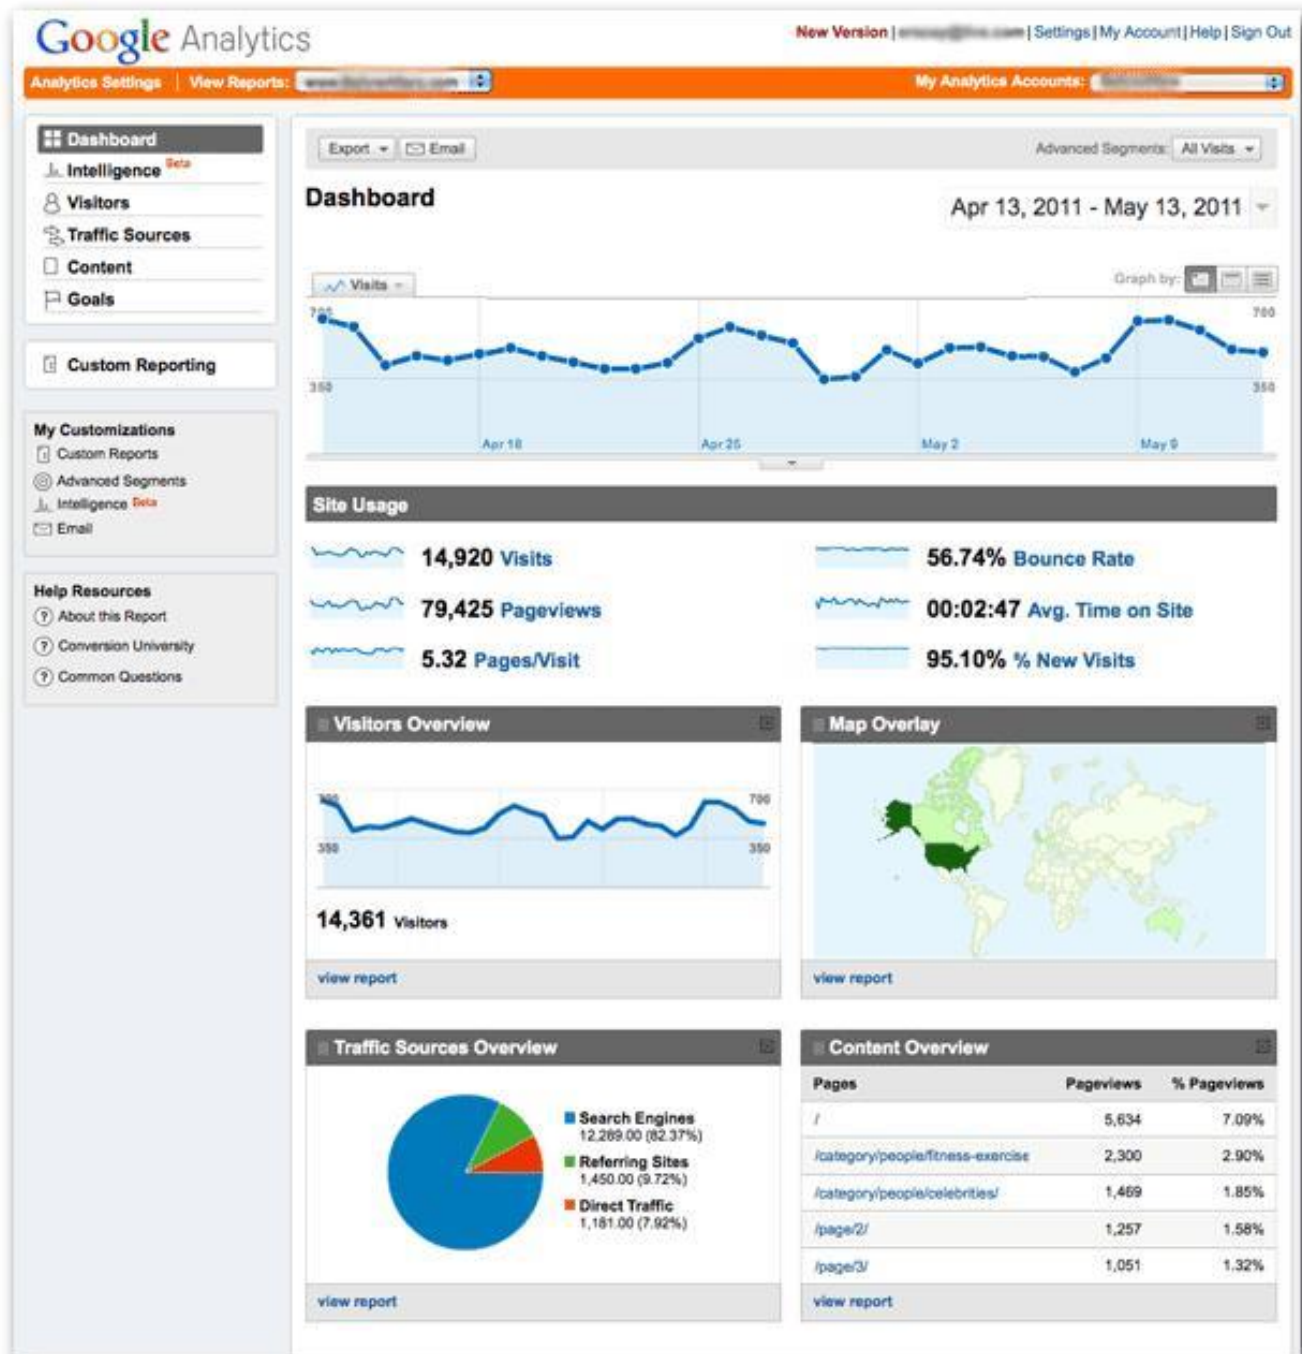 Google Analytics
New Version | Settings | My Account | Help | Sign Out
Analytics Settings | View Reports:
My Analytics Accounts:
Dashboard
Intelligence Beta
Visitors
Traffic Sources
Content
Goals
Custom Reporting
My Customizations
Custom Reports
Advanced Segments
Intelligence Beta
Email
Help Resources
About this Report
Conversion University
Common Questions
Export Email
Advanced Segments: All Visits
Dashboard
Apr 13, 2011 - May 13, 2011
Visits
Graph by:
700 700
350 350
Apr 18 Apr 25 May 2 May 9
Site Usage
14,920 Visits
56.74% Bounce Rate
79,425 Pageviews
00:02:47 Avg. Time on Site
5.32 Pages/Visit
95.10% % New Visits
Visitors Overview
700 700
350 350
14,361 Visitors
view report
Map Overlay
view report
Traffic Sources Overview
Search Engines
12,289.00 (82.37%)
Referring Sites
1,450.00 (9.72%)
Direct Traffic
1,181.00 (7.92%)
view report
Content Overview
Pages Pageviews % Pageviews
/ 5,634 7.09%
/category/people/fitness-exercise 2,300 2.90%
/category/people/celebrities/ 1,469 1.85%
/page/2/ 1,257 1.58%
/page/3/ 1,051 1.32%
view report